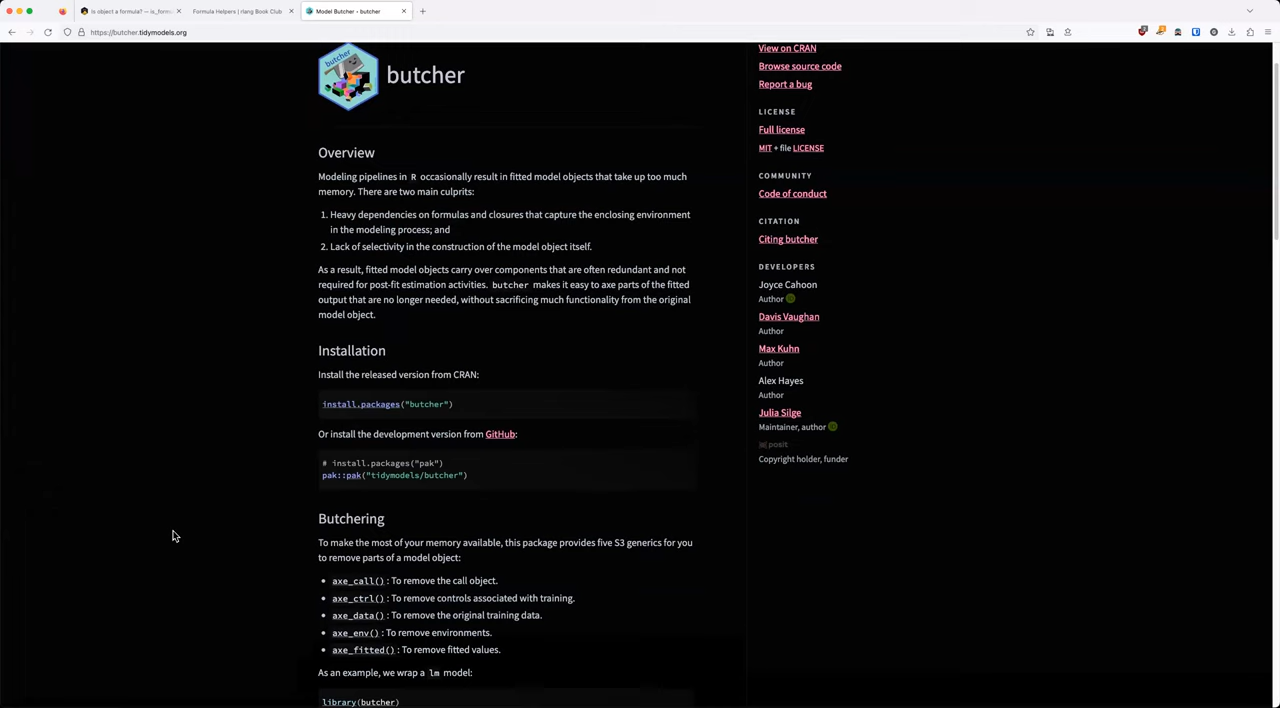 Is object a formula? — is_form
Formula Helpers | rlang Book Club
Model Butcher • butcher
https://butcher.tidymodels.org
butcher
butcher
Overview
Modeling pipelines in R occasionally result in fitted model objects that take up too much
memory. There are two main culprits:
1. Heavy dependencies on formulas and closures that capture the enclosing environment
in the modeling process; and
2. Lack of selectivity in the construction of the model object itself.
As a result, fitted model objects carry over components that are often redundant and not
required for post-fit estimation activities. butcher makes it easy to axe parts of the fitted
output that are no longer needed, without sacrificing much functionality from the original
model object.
Installation
Install the released version from CRAN:
install.packages("butcher")
Or install the development version from GitHub:
# install.packages("pak")
pak::pak("tidymodels/butcher")
Butchering
To make the most of your memory available, this package provides five S3 generics for you
to remove parts of a model object:
• axe_call() : To remove the call object.
• axe_ctrl() : To remove controls associated with training.
• axe_data() : To remove the original training data.
• axe_env() : To remove environments.
• axe_fitted() : To remove fitted values.
As an example, we wrap a lm model:
library(butcher)
View on CRAN
Browse source code
Report a bug
LICENSE
Full license
MIT + file LICENSE
COMMUNITY
Code of conduct
CITATION
Citing butcher
DEVELOPERS
Joyce Cahoon
Author
Davis Vaughan
Author
Max Kuhn
Author
Alex Hayes
Author
Julia Silge
Maintainer, author
posit
Copyright holder, funder